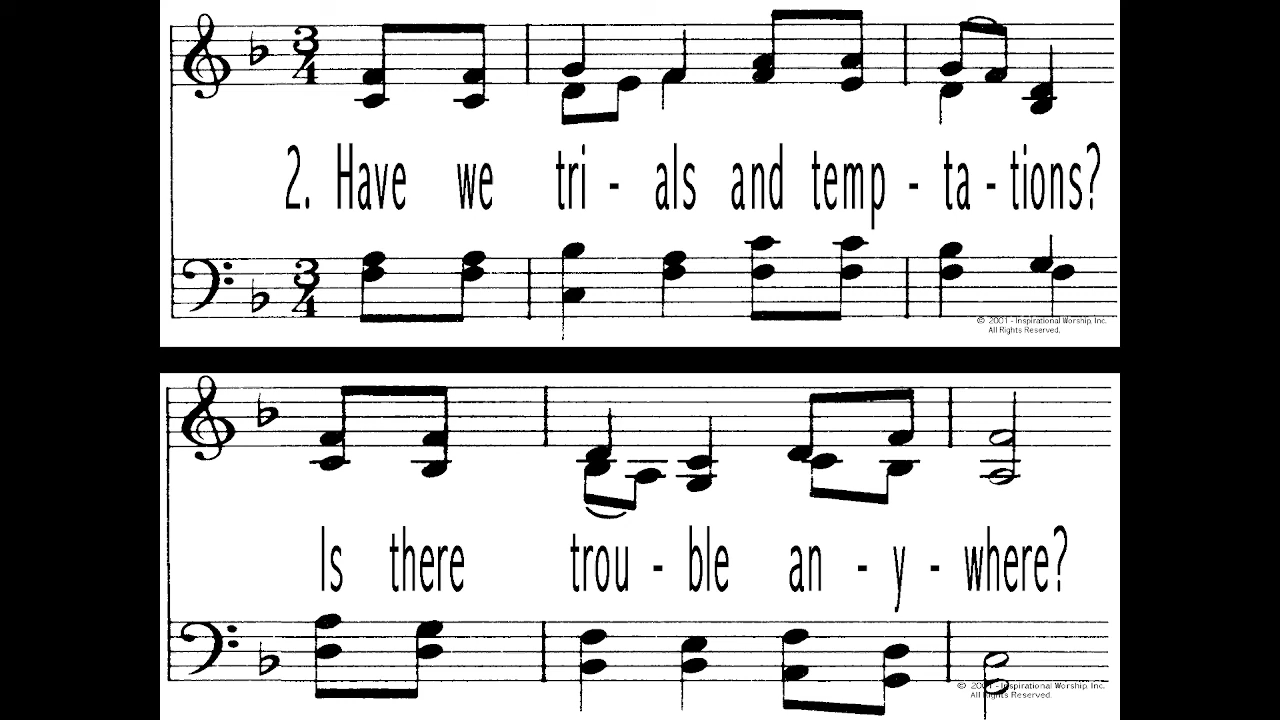 2. Have we tri - als and temp - ta - tions?
© 2001 - Inspirational Worship, Inc.
All Rights Reserved.
Is there trou - ble an - y - where?
© 2001 - Inspirational Worship, Inc.
All Rights Reserved.